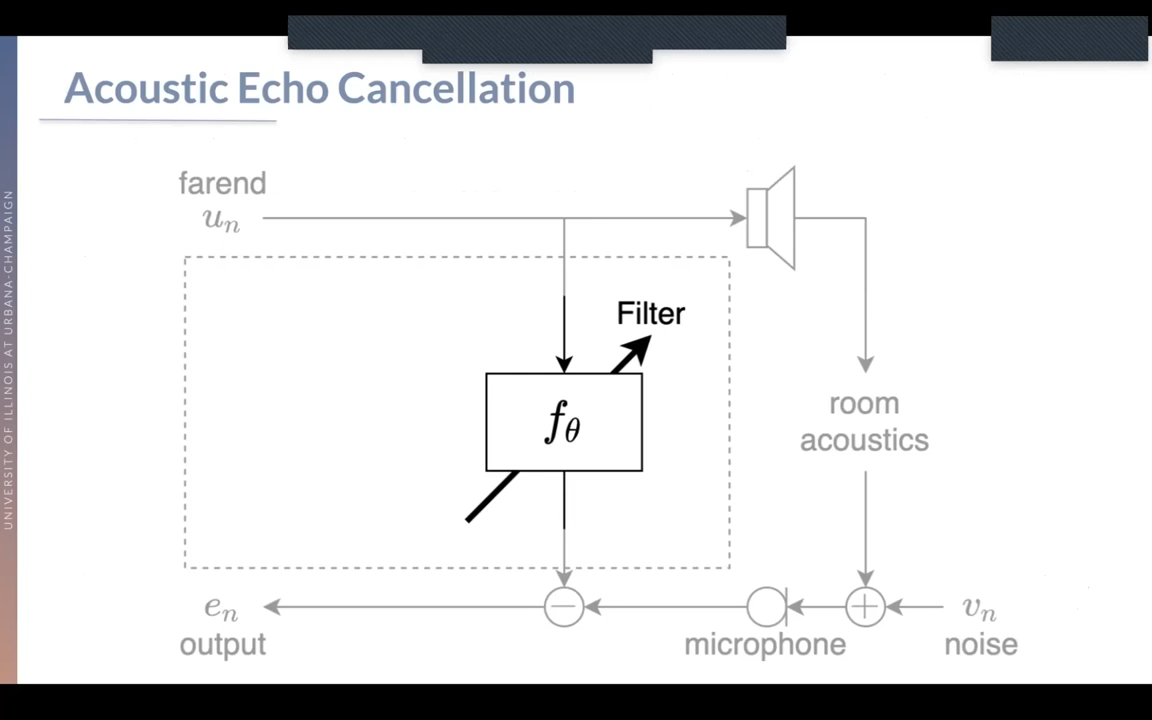 Acoustic Echo Cancellation
farend
uₙ
Filter
f_θ
room
acoustics
eₙ
output
microphone
vₙ
noise
UNIVERSITY OF ILLINOIS AT URBANA-CHAMPAIGN